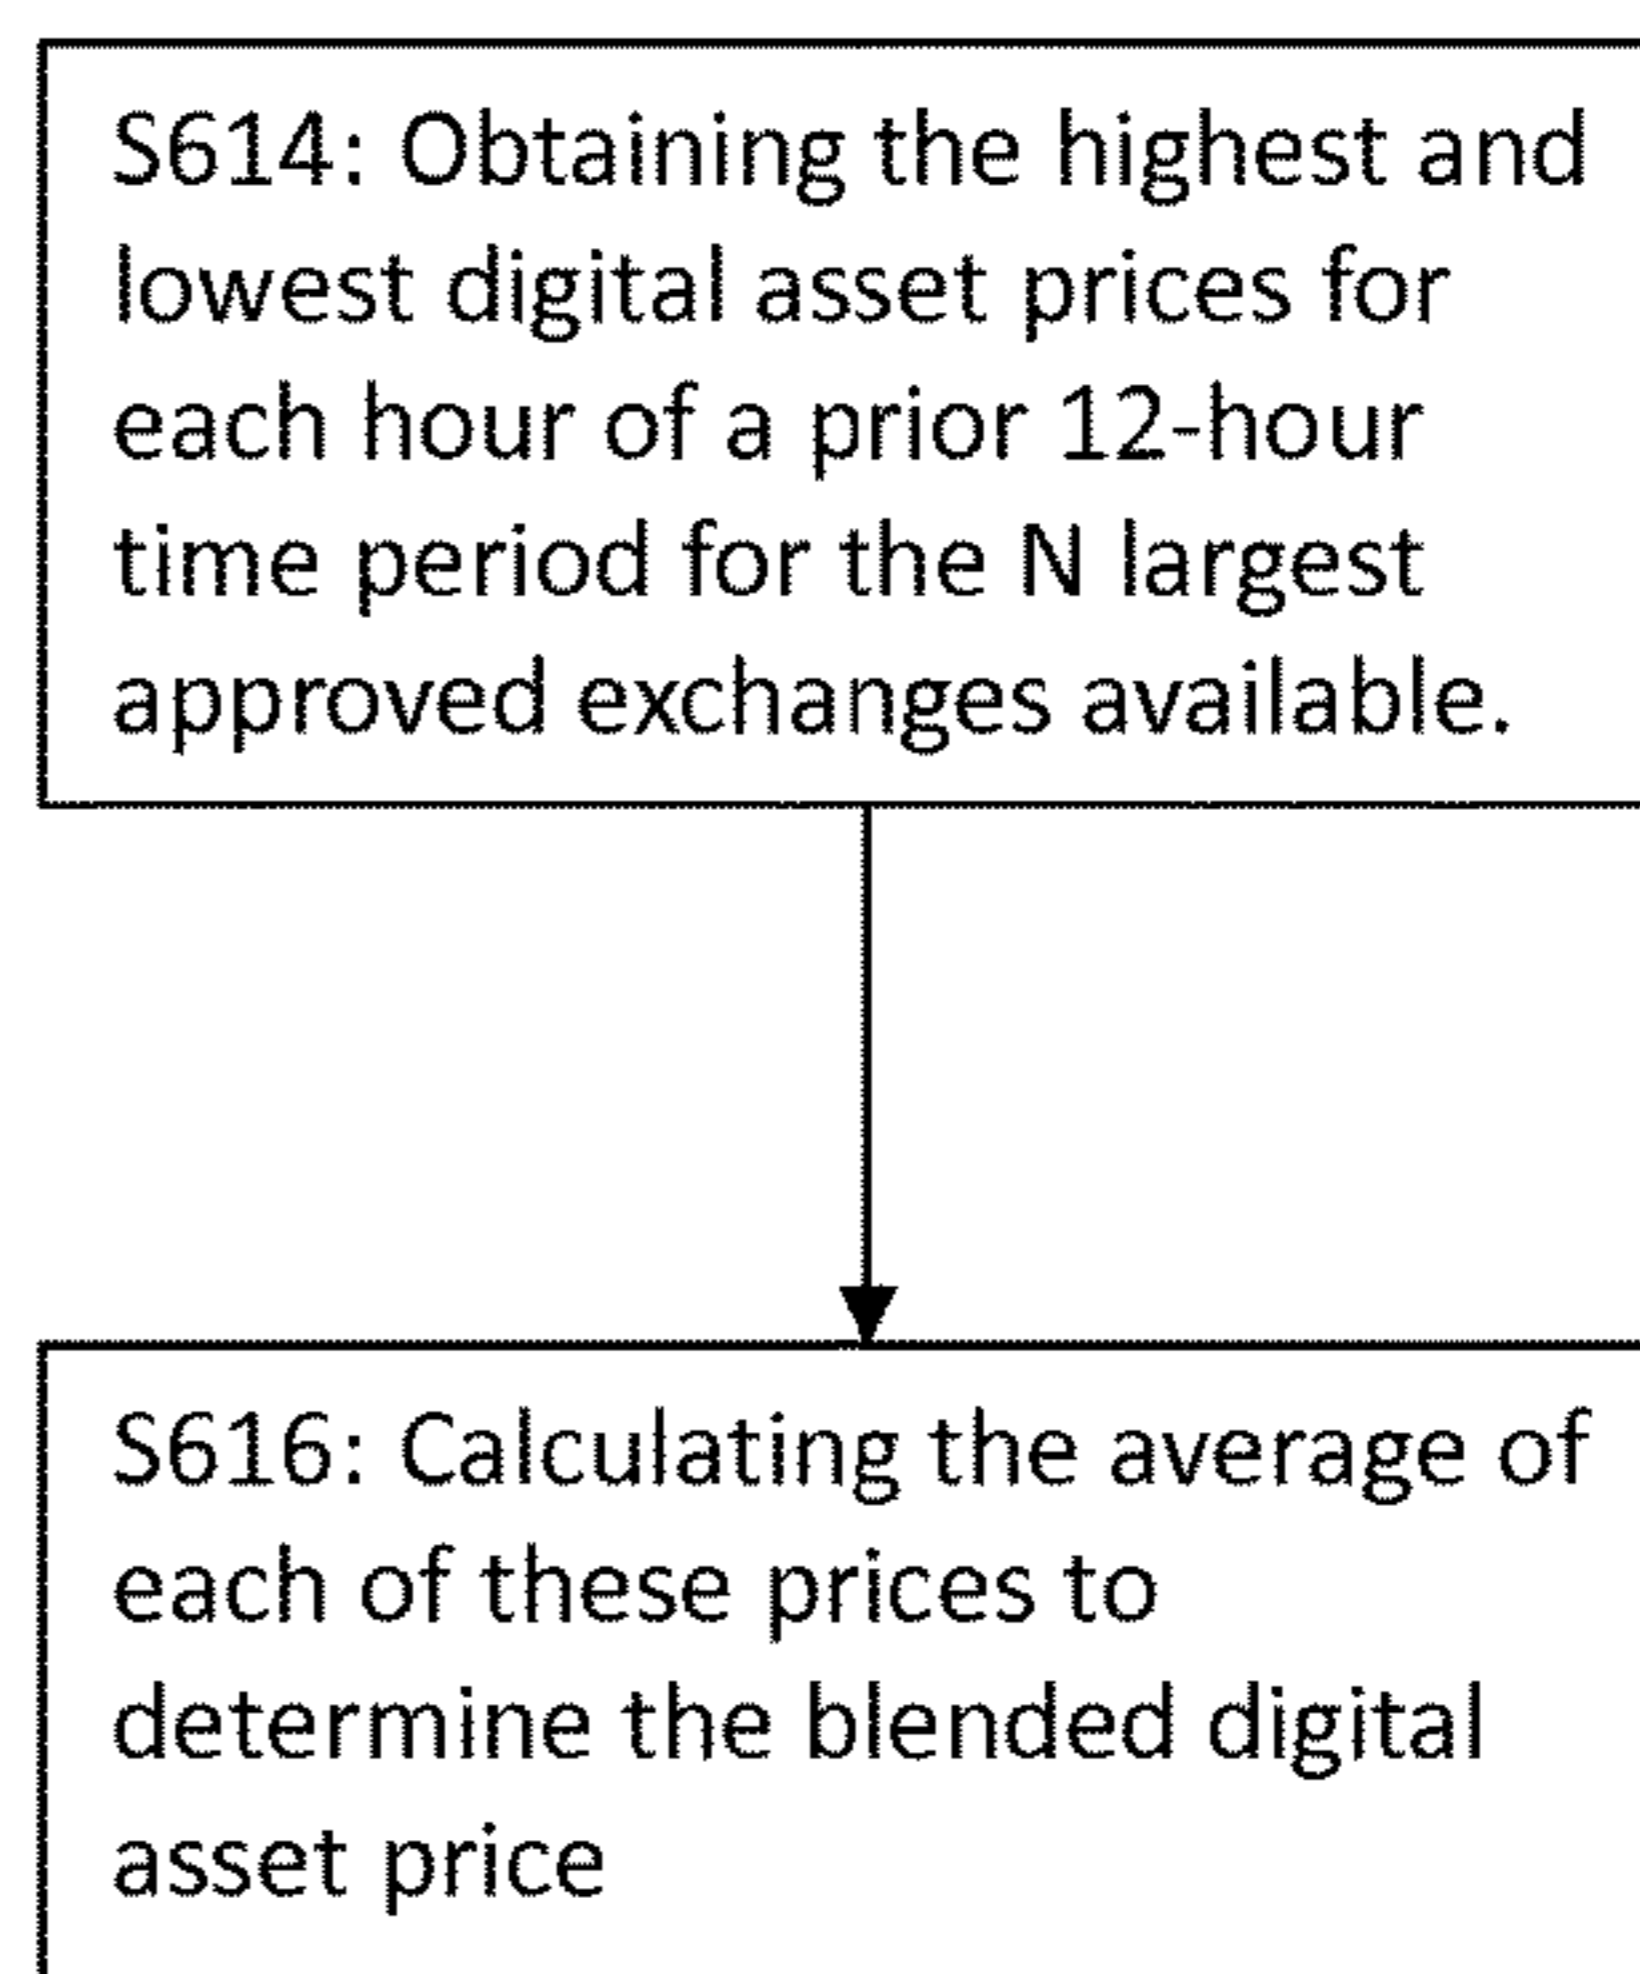 S614: Obtaining the highest and
lowest digital asset prices for
each hour of a prior 12-hour
time period for the N largest
approved exchanges available.
S616: Calculating the average of
each of these prices to
determine the blended digital
asset price